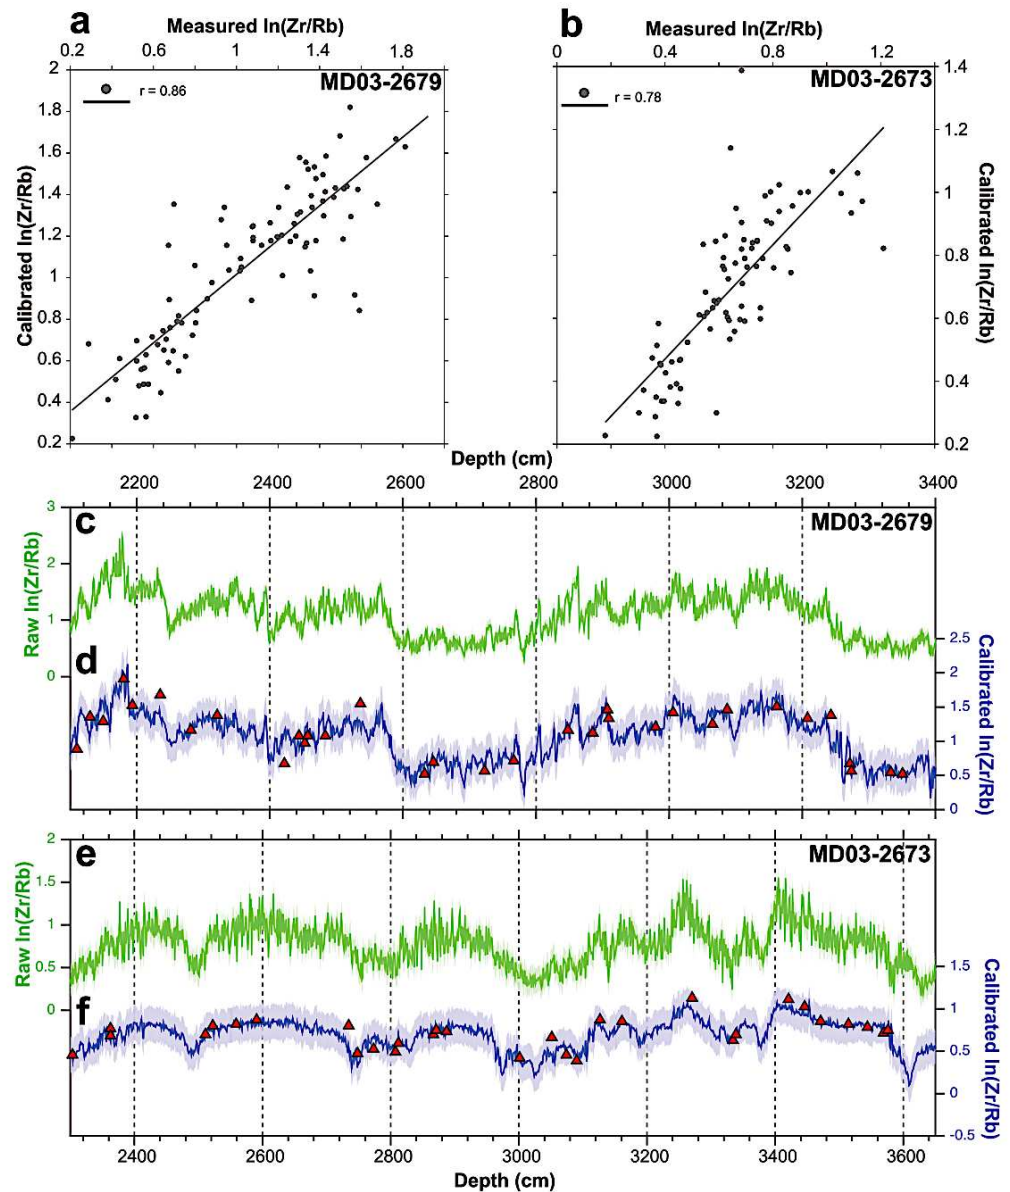 a
Measured ln(Zr/Rb)
0.2 0.6 1 1.4 1.8
MD03-2679
r = 0.86
Calibrated ln(Zr/Rb)
2
1.8
1.6
1.4
1.2
1
0.8
0.6
0.4
0.2
b
Measured ln(Zr/Rb)
0 0.4 0.8 1.2
MD03-2673
r = 0.78
1.4
1.2
1
0.8
0.6
0.4
0.2
Calibrated ln(Zr/Rb)
Depth (cm)
2200 2400 2600 2800 3000 3200 3400
c
MD03-2679
Raw ln(Zr/Rb)
3
2
1
0
d
2.5
2
1.5
1
0.5
0
Calibrated ln(Zr/Rb)
e
MD03-2673
Raw ln(Zr/Rb)
2
1.5
1
0.5
0
f
1.5
1
0.5
0
-0.5
Calibrated ln(Zr/Rb)
2400 2600 2800 3000 3200 3400 3600
Depth (cm)